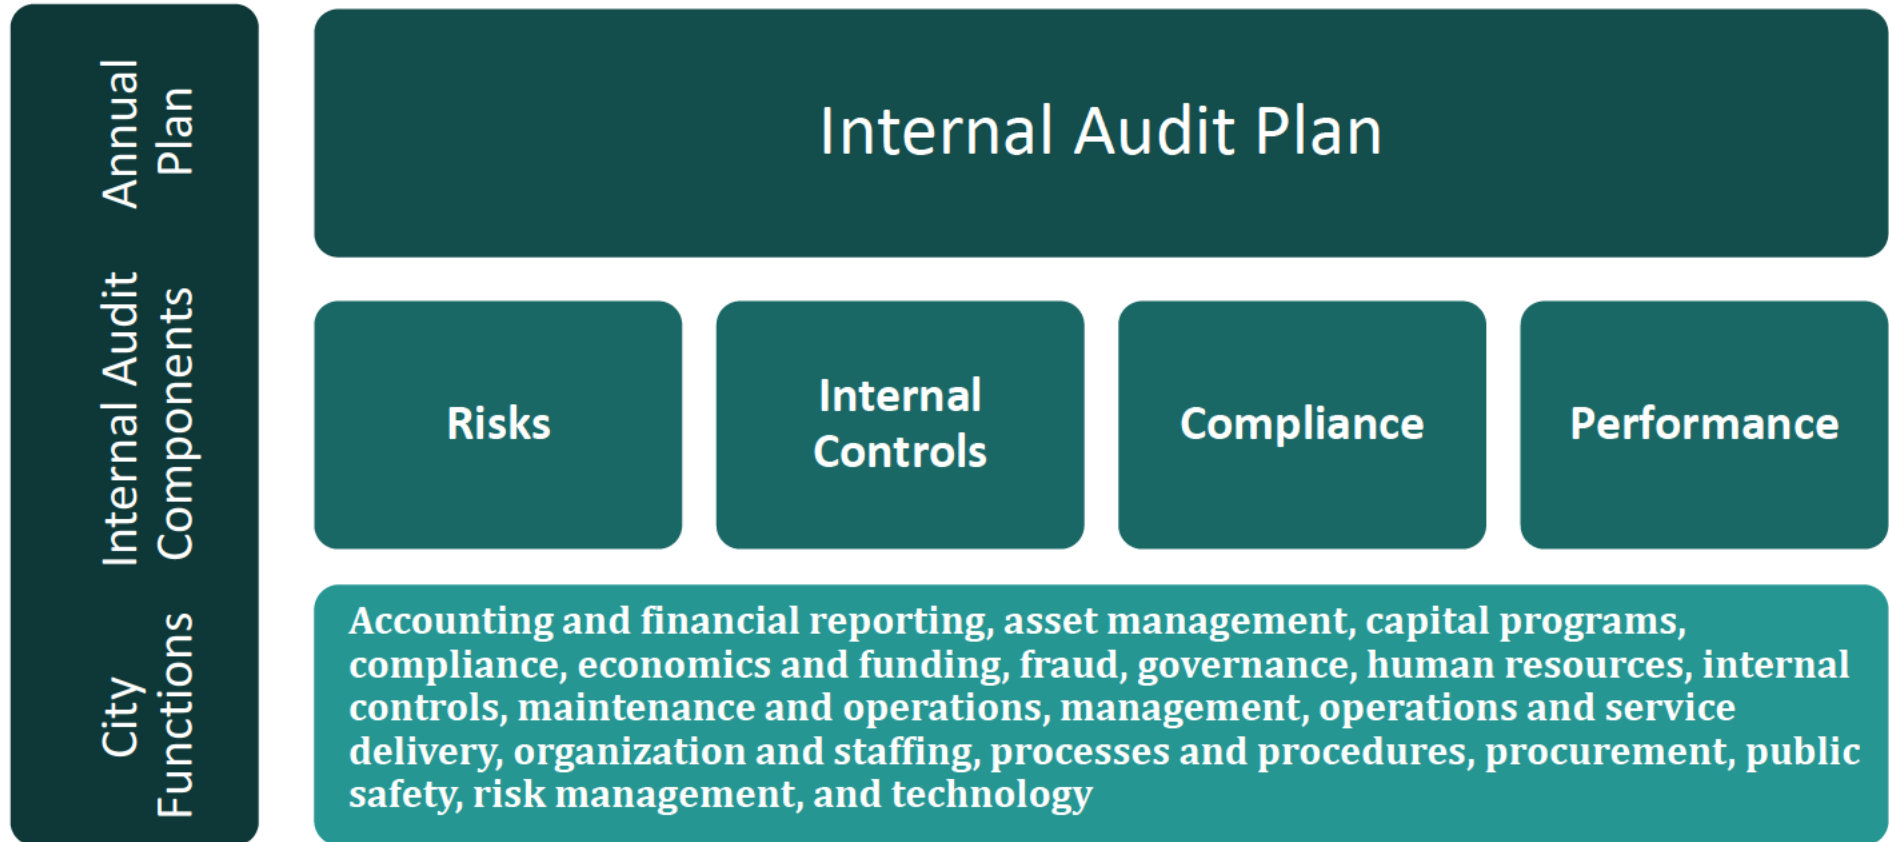 Annual
Plan
Internal Audit Plan
Internal Audit
Components
Risks
Internal
Controls
Compliance
Performance
City
Functions
Accounting and financial reporting, asset management, capital programs,
compliance, economics and funding, fraud, governance, human resources, internal
controls, maintenance and operations, management, operations and service
delivery, organization and staffing, processes and procedures, procurement, public
safety, risk management, and technology